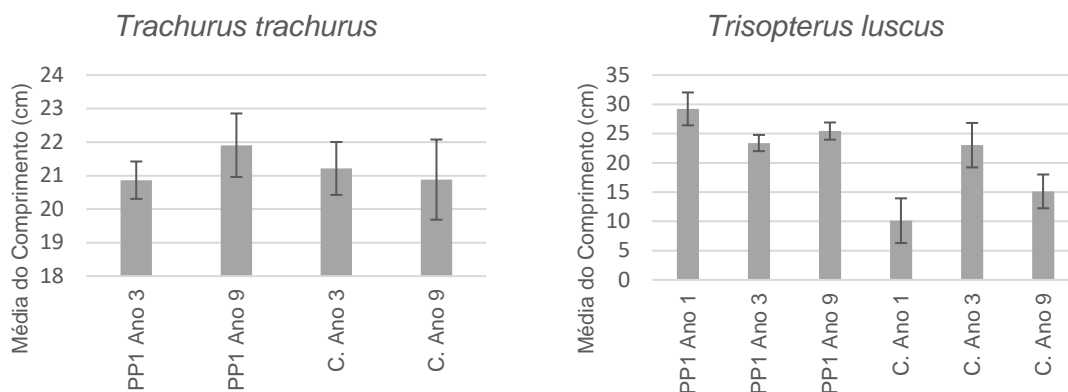 Trachurus trachurus
Média do Comprimento (cm)
24
23
22
21
20
19
18
PP1 Ano 3
PP1 Ano 9
C. Ano 3
C. Ano 9
Trisopterus luscus
Média do Comprimento (cm)
35
30
25
20
15
10
5
0
PP1 Ano 1
PP1 Ano 3
PP1 Ano 9
C. Ano 1
C. Ano 3
C. Ano 9